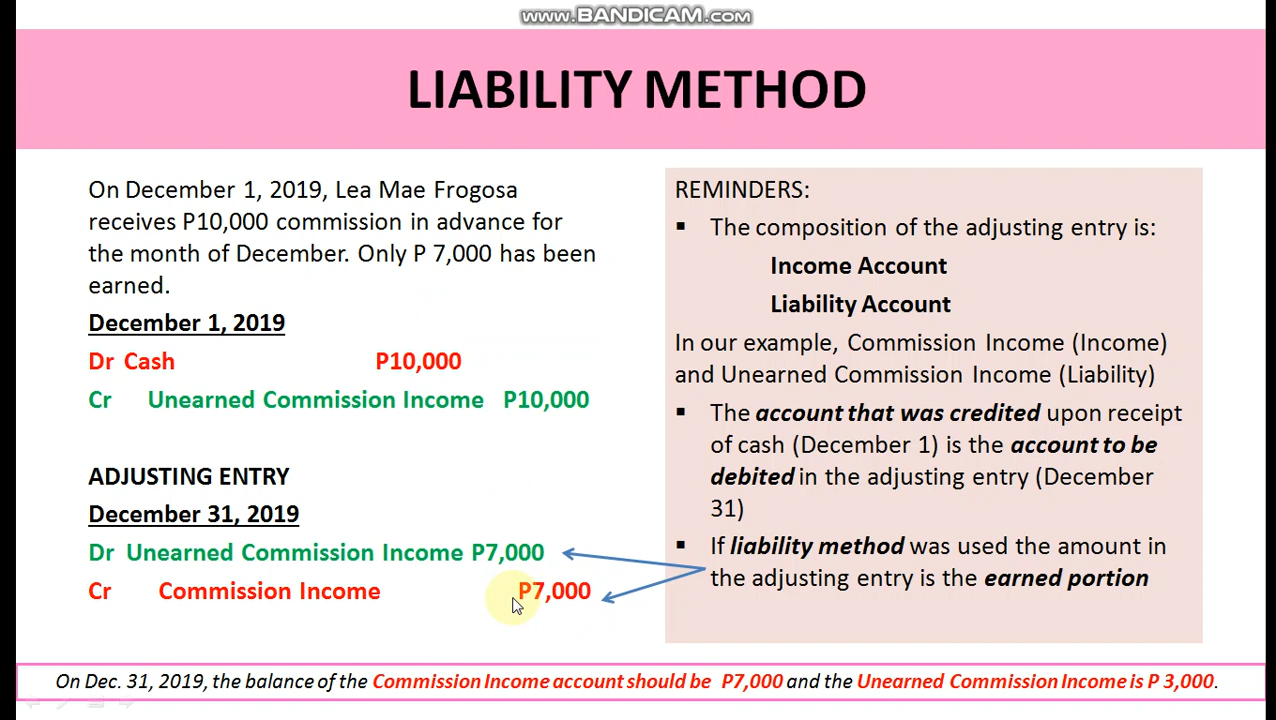 www.BANDICAM.com
LIABILITY METHOD
On December 1, 2019, Lea Mae Frogosa
receives P10,000 commission in advance for
the month of December. Only P 7,000 has been
earned.
December 1, 2019
Dr Cash P10,000
Cr Unearned Commission Income P10,000
ADJUSTING ENTRY
December 31, 2019
Dr Unearned Commission Income P7,000
Cr Commission Income P7,000
REMINDERS:
▪ The composition of the adjusting entry is:
Income Account
Liability Account
In our example, Commission Income (Income)
and Unearned Commission Income (Liability)
▪ The account that was credited upon receipt
of cash (December 1) is the account to be
debited in the adjusting entry (December
31)
▪ If liability method was used the amount in
the adjusting entry is the earned portion
On Dec. 31, 2019, the balance of the Commission Income account should be P7,000 and the Unearned Commission Income is P 3,000.